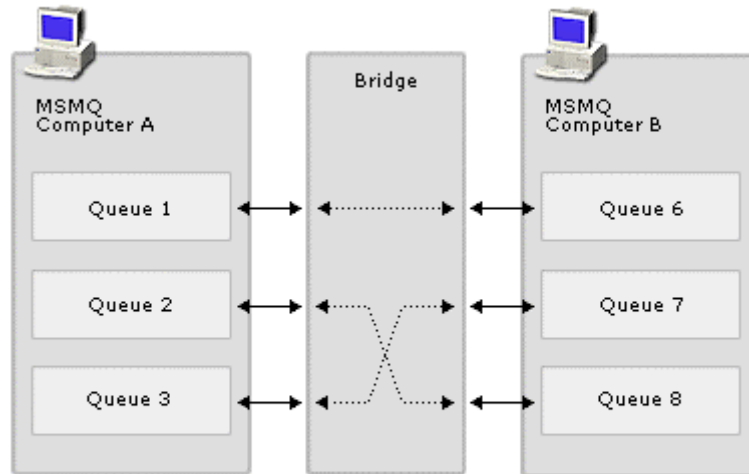 MSMQ
Computer A
Queue 1
Queue 2
Queue 3
Bridge
MSMQ
Computer B
Queue 6
Queue 7
Queue 8